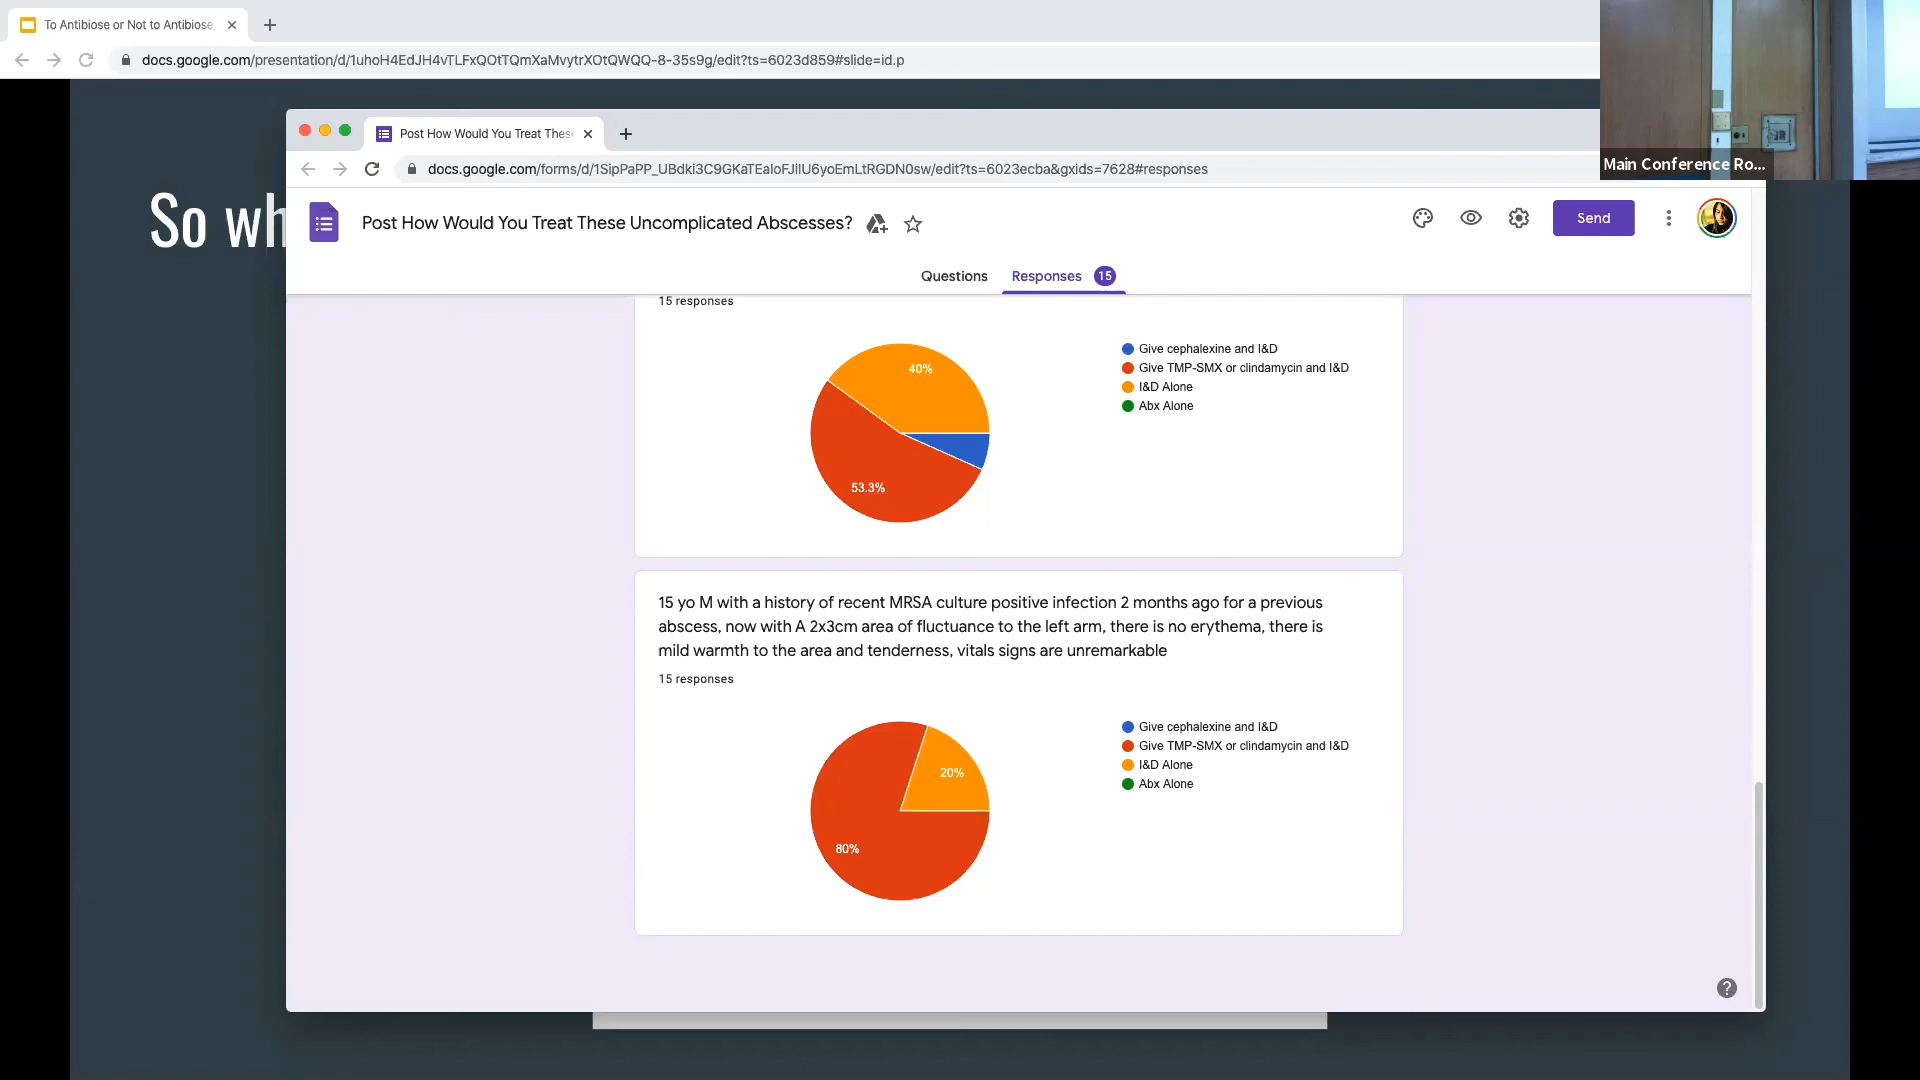 To Antibiose or Not to Antibiose,
docs.google.com/presentation/d/1uhoH4EdJH4vTLFxQOtTQmXaMvytrXOtQWQQ-8-35s9g/edit?ts=6023d859#slide=id.p
Main Conference Ro...
Post How Would You Treat These
docs.google.com/forms/d/1SipPaPP_UBdki3C9GKaTEaIoFJiIU6yoEmLtRGDN0sw/edit?ts=6023ecba&gxids=7628#responses
So wh
Post How Would You Treat These Uncomplicated Abscesses?
Send
Questions
Responses 15
15 responses
Give cephalexine and I&D
Give TMP-SMX or clindamycin and I&D
I&D Alone
Abx Alone
40%
53.3%
15 yo M with a history of recent MRSA culture positive infection 2 months ago for a previous
abscess, now with A 2x3cm area of fluctuance to the left arm, there is no erythema, there is
mild warmth to the area and tenderness, vitals signs are unremarkable
15 responses
Give cephalexine and I&D
Give TMP-SMX or clindamycin and I&D
I&D Alone
Abx Alone
20%
80%